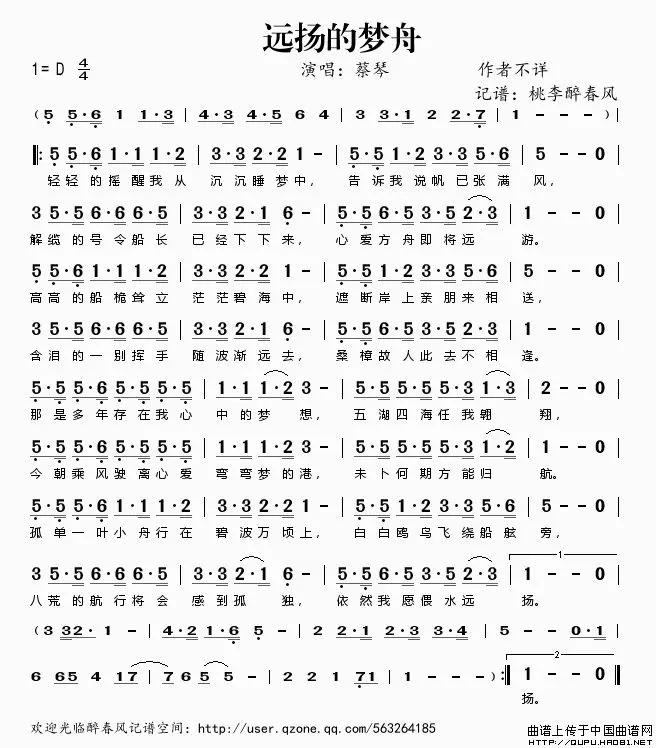 远扬的梦舟
1=D 4/4 演唱：蔡琴 作者不详
记谱：桃李醉春风
(5 5·6 1 1·3 | 4·3 4·5 6 4 | 3 3·1 2 2·7 | 1 - - - )|
‖: 5 5·6 1·1 1·2 | 3·3 2·2 1 - | 5·5 1·2 3·3 5·6 | 5 - - 0 |
轻轻的摇醒我从 沉沉睡梦中， 告诉我说帆已张满 风，
3 5·5 6·6 5·5 | 3·3 2·1 6 - | 5·5 6·5 3·5 2·3 | 1 - - 0 |
解缆的号令船长 已经下下来， 心爱方舟即将远 游。
5 5·6 1·1 1·2 | 3·3 2·2 1 - | 5·5 1·2 3·3 5·6 | 5 - - 0 |
高高的船桅耸立 茫茫碧海中， 遮断岸上亲朋来相 送，
3 5·5 6·6 5·5 | 3·3 2·1 6 - | 5·5 6·5 3·5 2·3 | 1 - - 0 |
含泪的一别挥手 随波渐远去， 桑樟故人此去不相 逢。
5·5 5·5 5·5 5·5 | 1·1 1·2 3 - | 5·5 5·5 5·3 1·3 | 2 - - 0 |
那是多年存在我心 中的梦 想， 五湖四海任我翱 翔，
5·5 5·5 5·5 5·5 | 1·1 1·2 3 - | 5·5 5·5 5·3 1·2 | 1 - - 0 |
今朝乘风驶离心爱 弯弯梦的港， 未卜何期方能归 航。
5 5·6 1·1 1·2 | 3·3 2·2 1 - | 5·5 1·2 3·3 5·6 | 5 - - 0 |
孤单一叶小舟行在 碧波万顷上， 白白鸥鸟飞绕船舷 旁，
1
3 5·5 6·6 5·5 | 3·3 2·1 6 - | 5·5 6·5 3·5 2·3 | 1 - - 0 |
八荒的航行将会 感到孤 独， 依然我愿偎水远 扬。
(3 32·1 1 - | 4·2 1·6 5 - | 2 2·1 2·3 3·4 | 5 - - 0·1 |
2
6 65 4 17 | 76 5 5 - | 2 2 1 71 | 1 - - - ) :‖ 1 - - 0 ‖
扬。
欢迎光临醉春风记谱空间：http://user.qzone.qq.com/563264185
曲谱上传于中国曲谱网
HTTP://QUPU.HAO81.NET